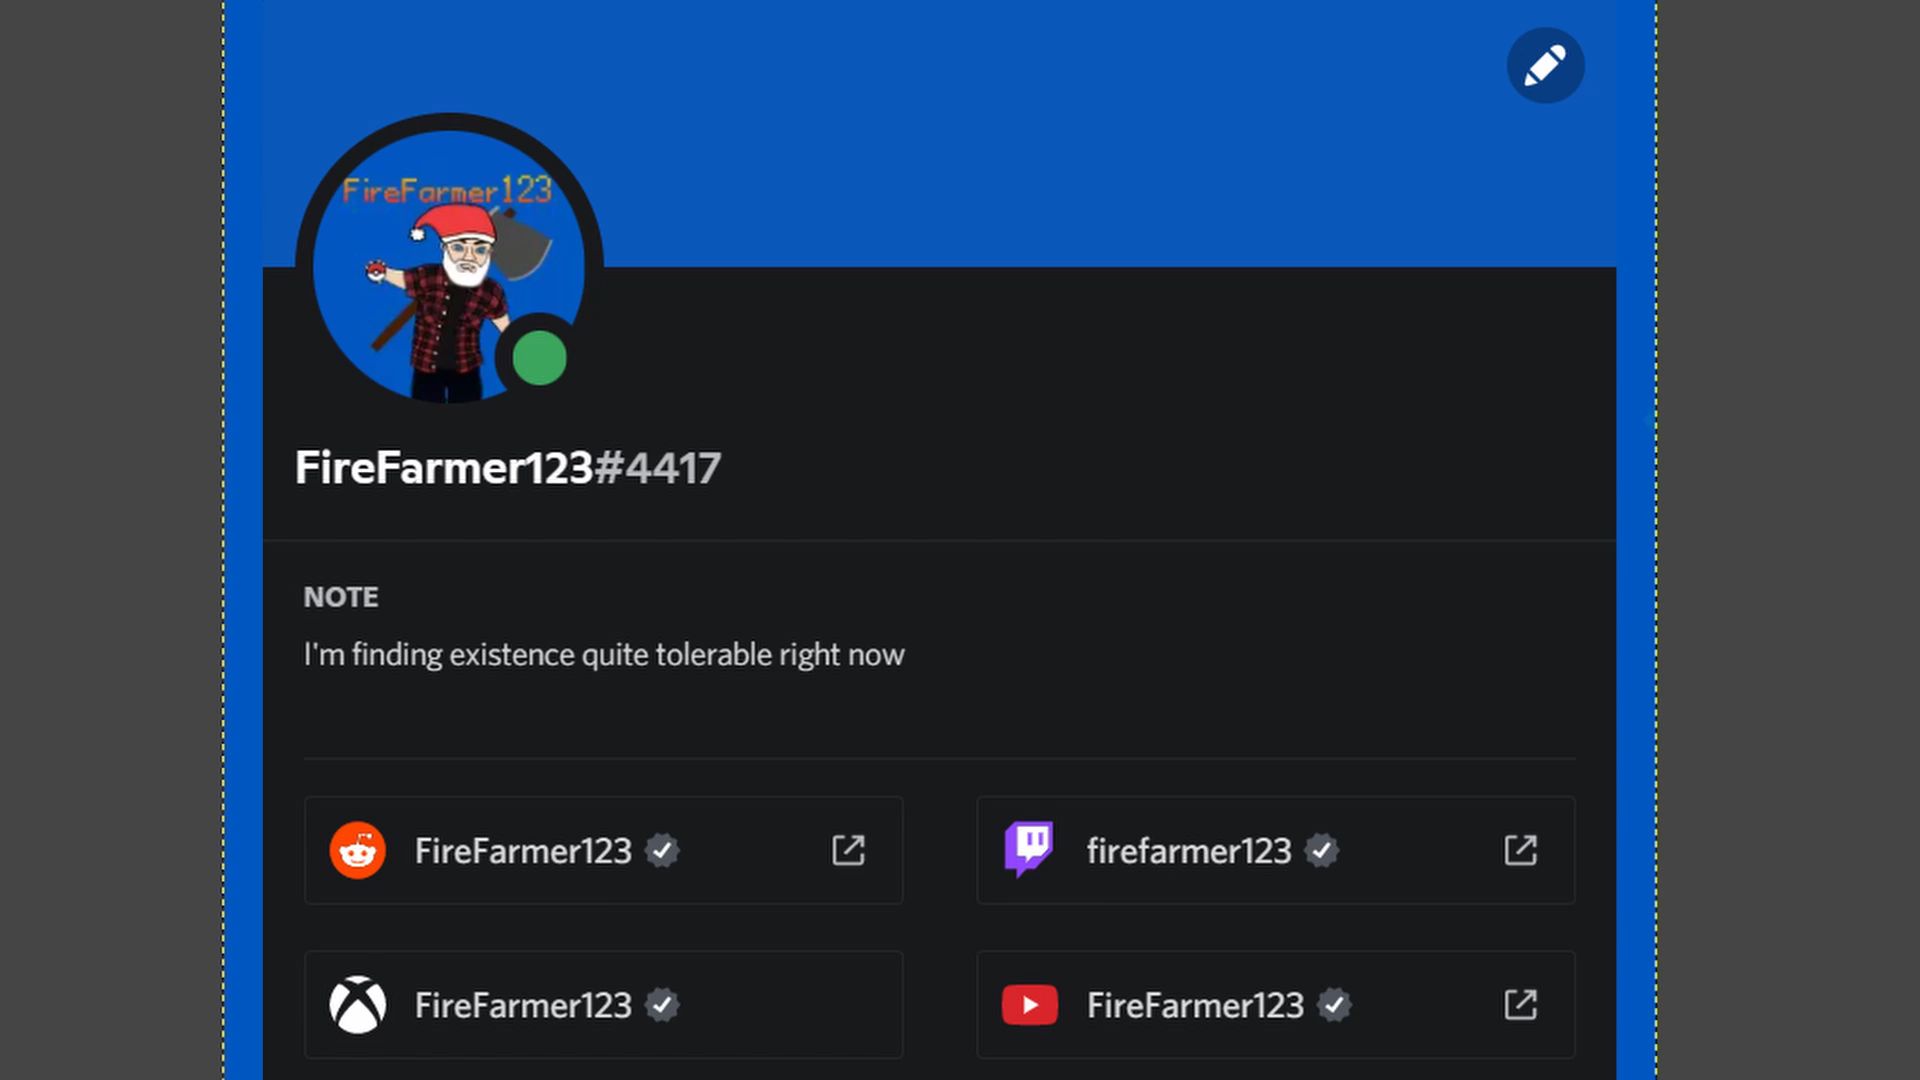 FireFarmer123
FireFarmer123#4417
NOTE
I'm finding existence quite tolerable right now
FireFarmer123
firefarmer123
FireFarmer123
FireFarmer123